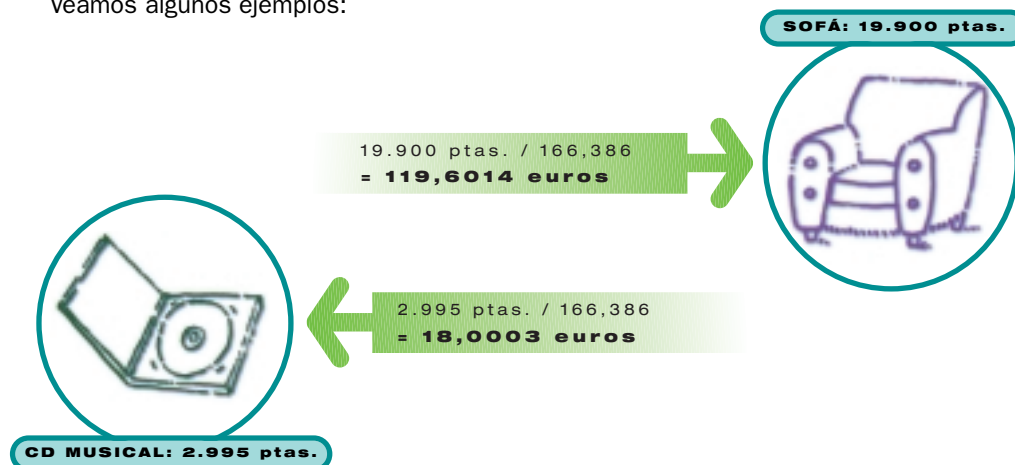 Veamos algunos ejemplos:
SOFÁ: 19.900 ptas.
19.900 ptas. / 166,386
= 119,6014 euros
2.995 ptas. / 166,386
= 18,0003 euros
CD MUSICAL: 2.995 ptas.